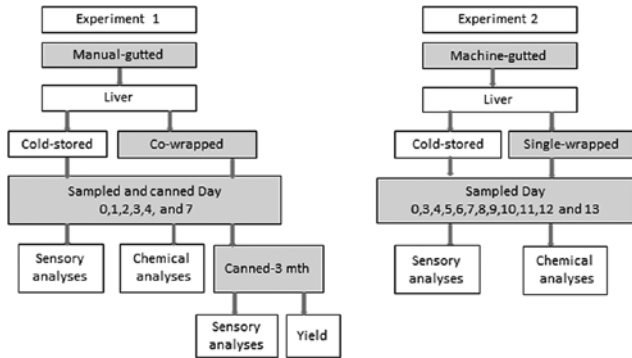 Experiment 1
Manual-gutted
Liver
Cold-stored
Co-wrapped
Sampled and canned Day
0,1,2,3,4, and 7
Sensory
analyses
Chemical
analyses
Canned-3 mth
Sensory
analyses
Yield
Experiment 2
Machine-gutted
Liver
Cold-stored
Single-wrapped
Sampled Day
0,3,4,5,6,7,8,9,10,11,12 and 13
Sensory
analyses
Chemical
analyses